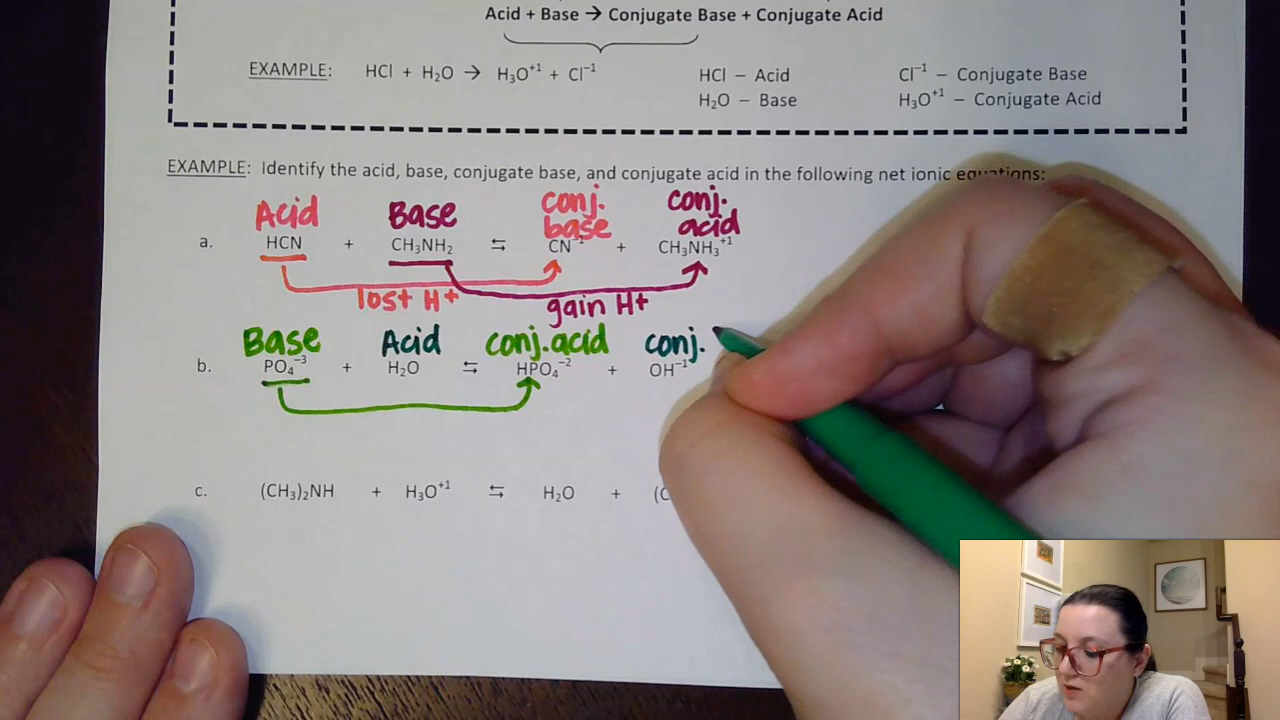 Acid + Base → Conjugate Base + Conjugate Acid
EXAMPLE: HCl + H₂O → H₃O⁺¹ + Cl⁻¹ HCl – Acid Cl⁻¹ – Conjugate Base
H₂O – Base H₃O⁺¹ – Conjugate Acid
EXAMPLE: Identify the acid, base, conjugate base, and conjugate acid in the following net ionic equations:
Acid Base conj. base conj. acid
a. HCN + CH₃NH₂ ⇆ CN⁻¹ + CH₃NH₃⁺¹
lost H+ gain H+
Base Acid conj. acid conj.
b. PO₄⁻³ + H₂O ⇆ HPO₄⁻² + OH⁻¹
c. (CH₃)₂NH + H₃O⁺¹ ⇆ H₂O + (C